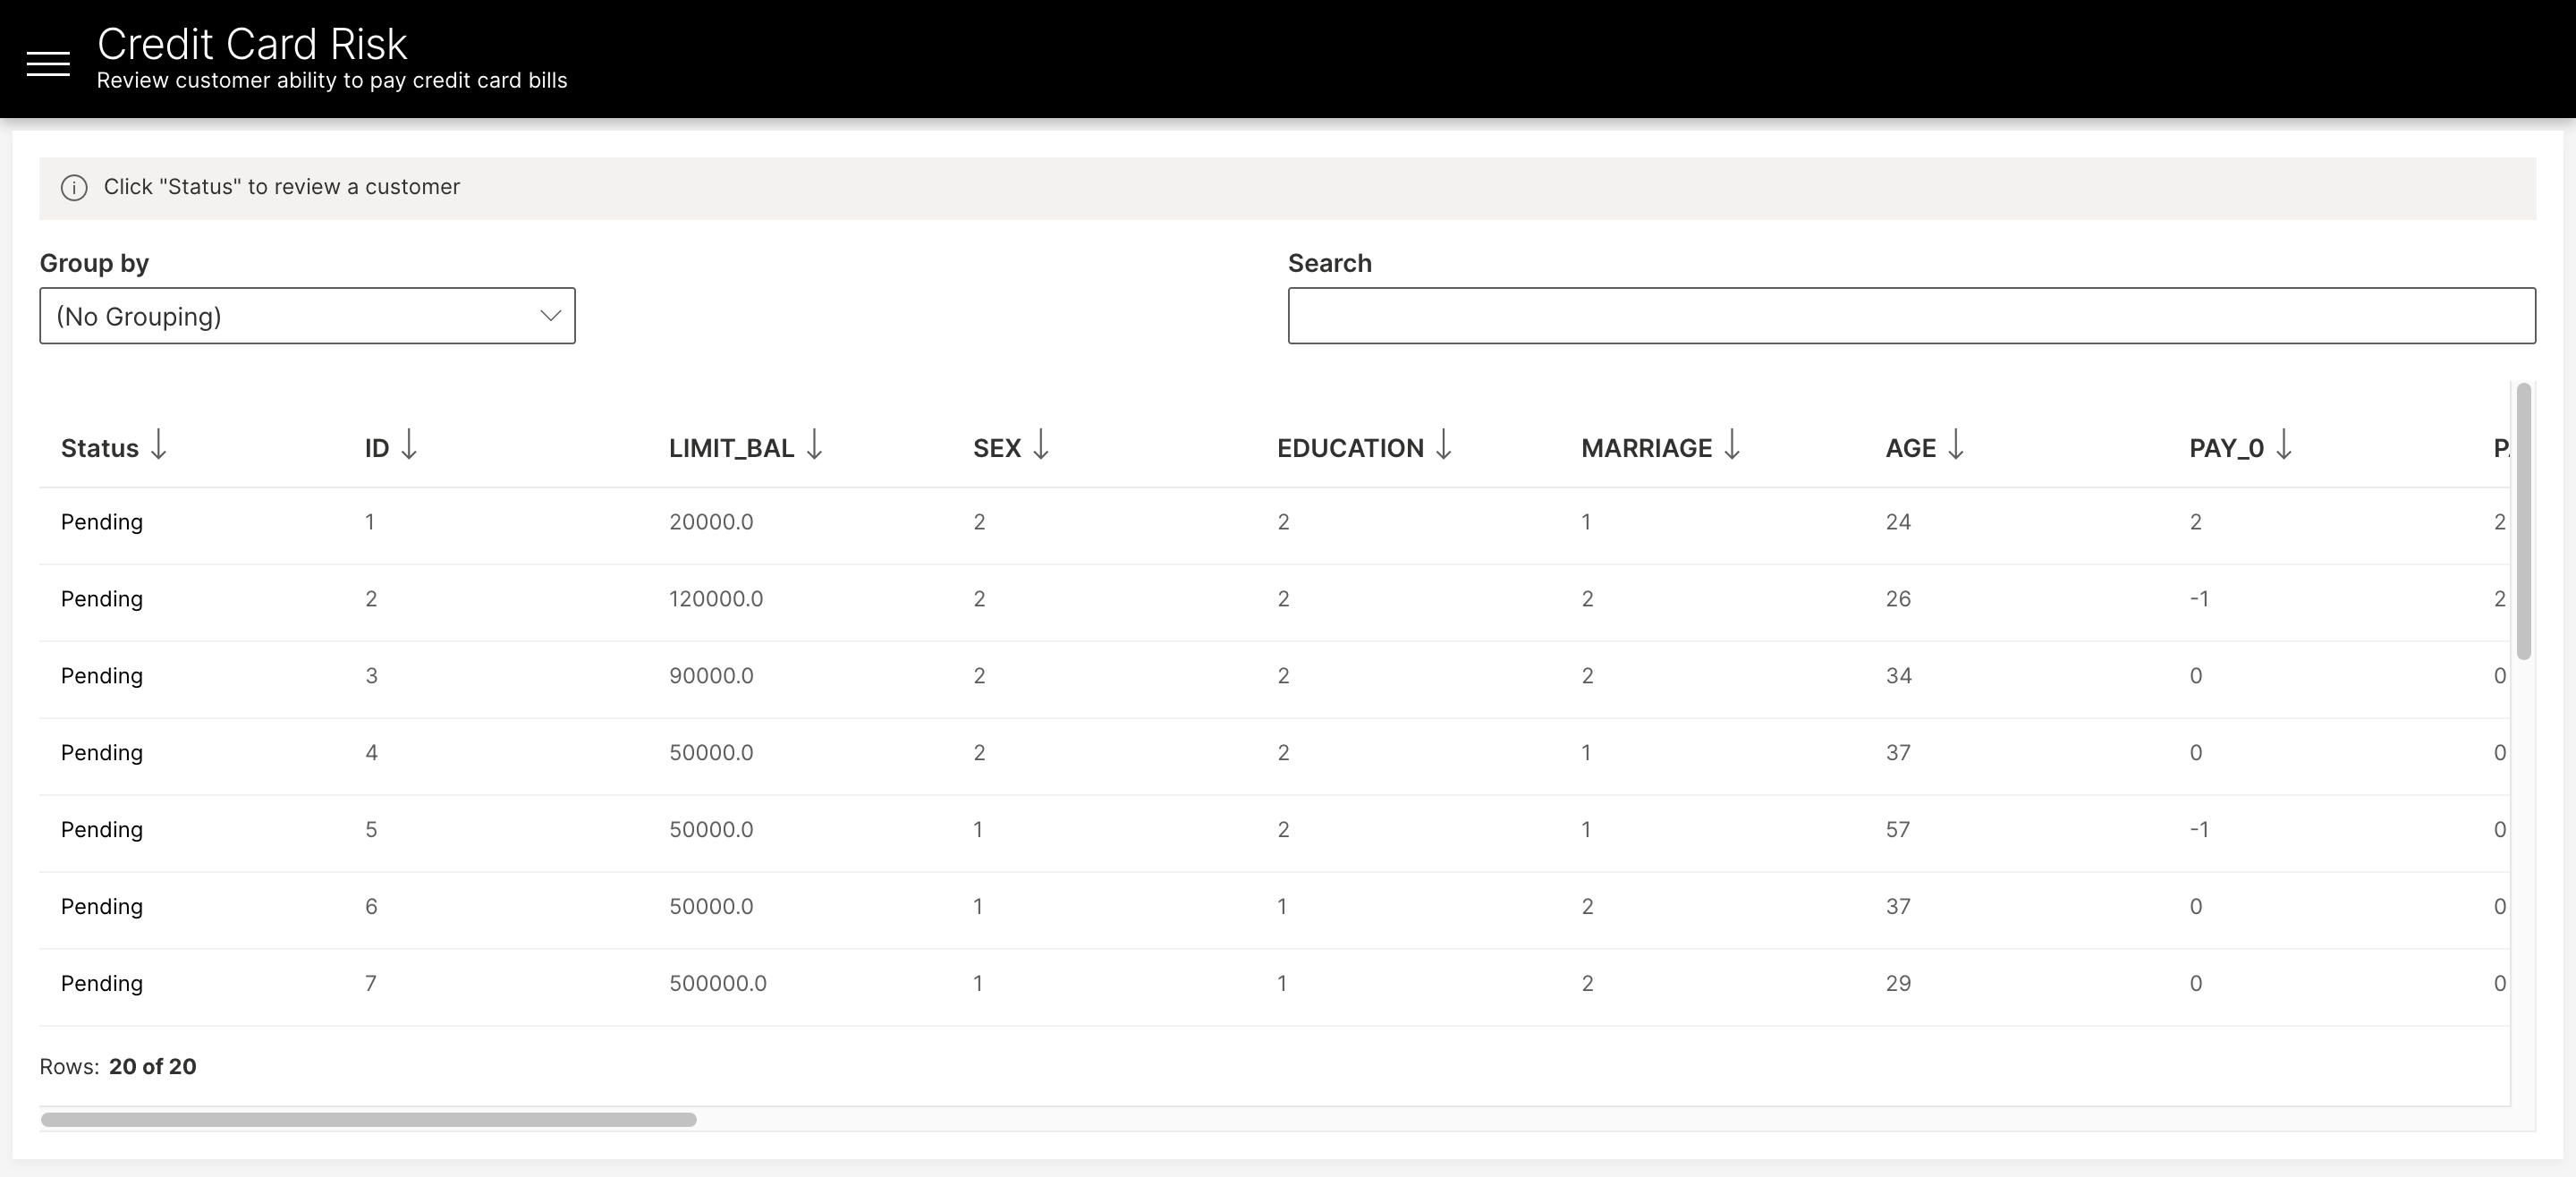 Credit Card Risk
Review customer ability to pay credit card bills
Click "Status" to review a customer
Group by
Search
(No Grouping)
Status ID LIMIT_BAL SEX EDUCATION MARRIAGE AGE PAY_0
Pending 1 20000.0 2 2 1 24 2 2
Pending 2 120000.0 2 2 2 26 -1 2
Pending 3 90000.0 2 2 2 34 0 0
Pending 4 50000.0 2 2 1 37 0 0
Pending 5 50000.0 1 2 1 57 -1 0
Pending 6 50000.0 1 1 2 37 0 0
Pending 7 500000.0 1 1 2 29 0 0
Rows: 20 of 20